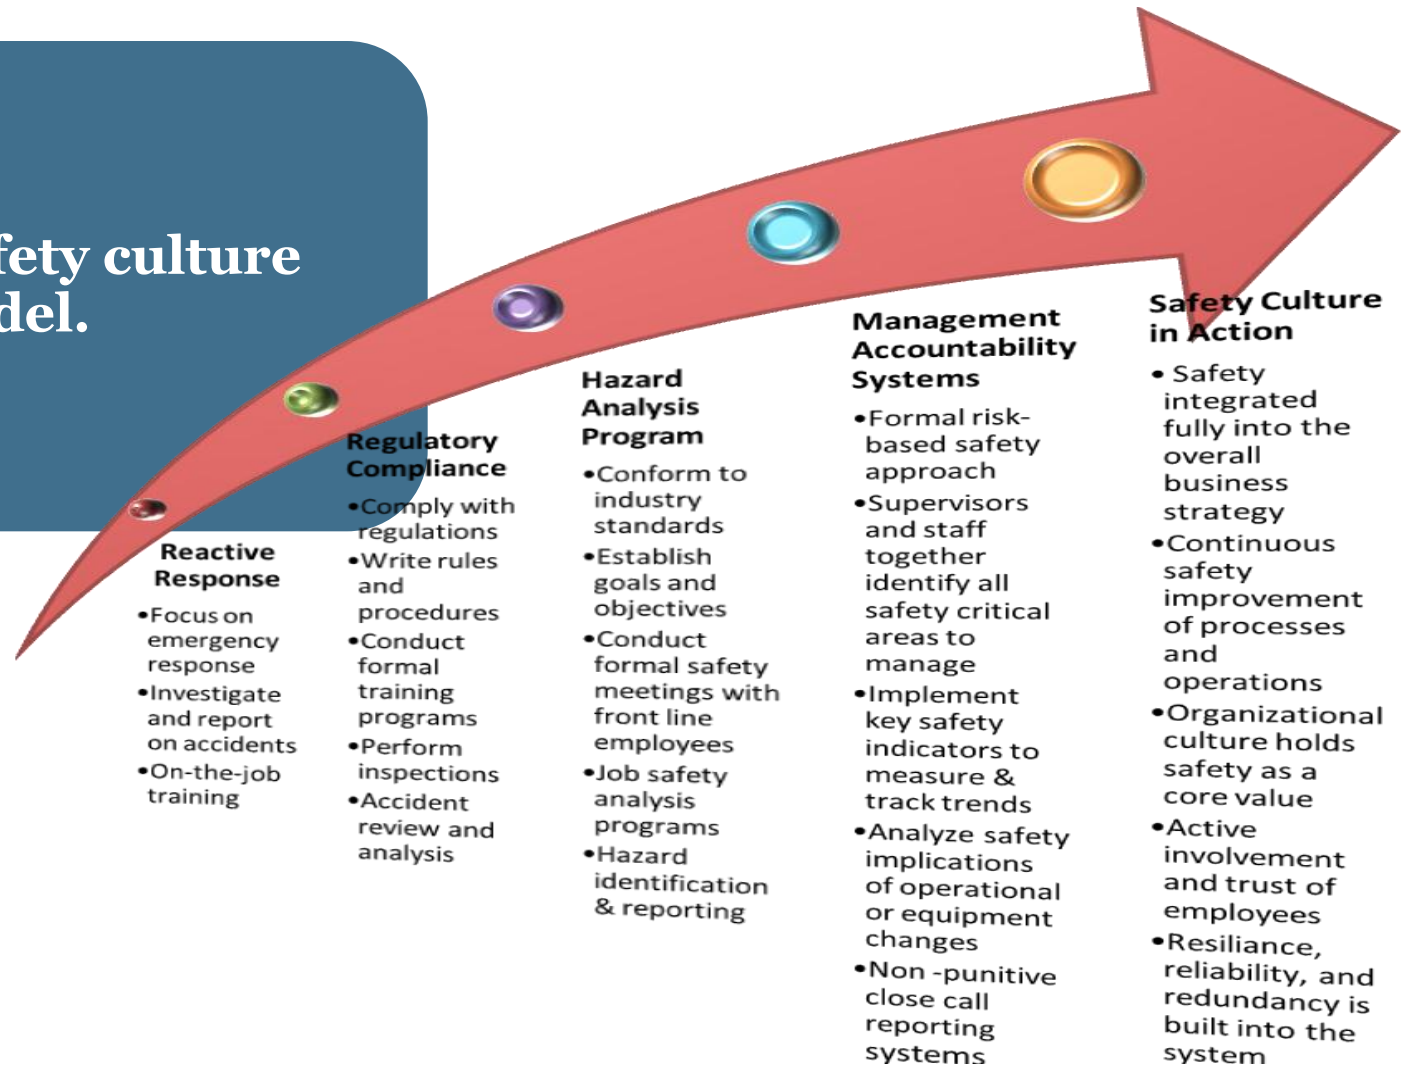 fety culture
del.
Reactive
Response
•Focus on
emergency
response
•Investigate
and report
on accidents
•On-the-job
training
Regulatory
Compliance
•Comply with
regulations
•Write rules
and
procedures
•Conduct
formal
training
programs
•Perform
inspections
•Accident
review and
analysis
Hazard
Analysis
Program
•Conform to
industry
standards
•Establish
goals and
objectives
•Conduct
formal safety
meetings with
front line
employees
•Job safety
analysis
programs
•Hazard
identification
& reporting
Management
Accountability
Systems
•Formal risk-
based safety
approach
•Supervisors
and staff
together
identify all
safety critical
areas to
manage
•Implement
key safety
indicators to
measure &
track trends
•Analyze safety
implications
of operational
or equipment
changes
•Non -punitive
close call
reporting
systems
Safety Culture
in Action
• Safety
integrated
fully into the
overall
business
strategy
•Continuous
safety
improvement
of processes
and
operations
•Organizational
culture holds
safety as a
core value
•Active
involvement
and trust of
employees
•Resiliance,
reliability, and
redundancy is
built into the
system